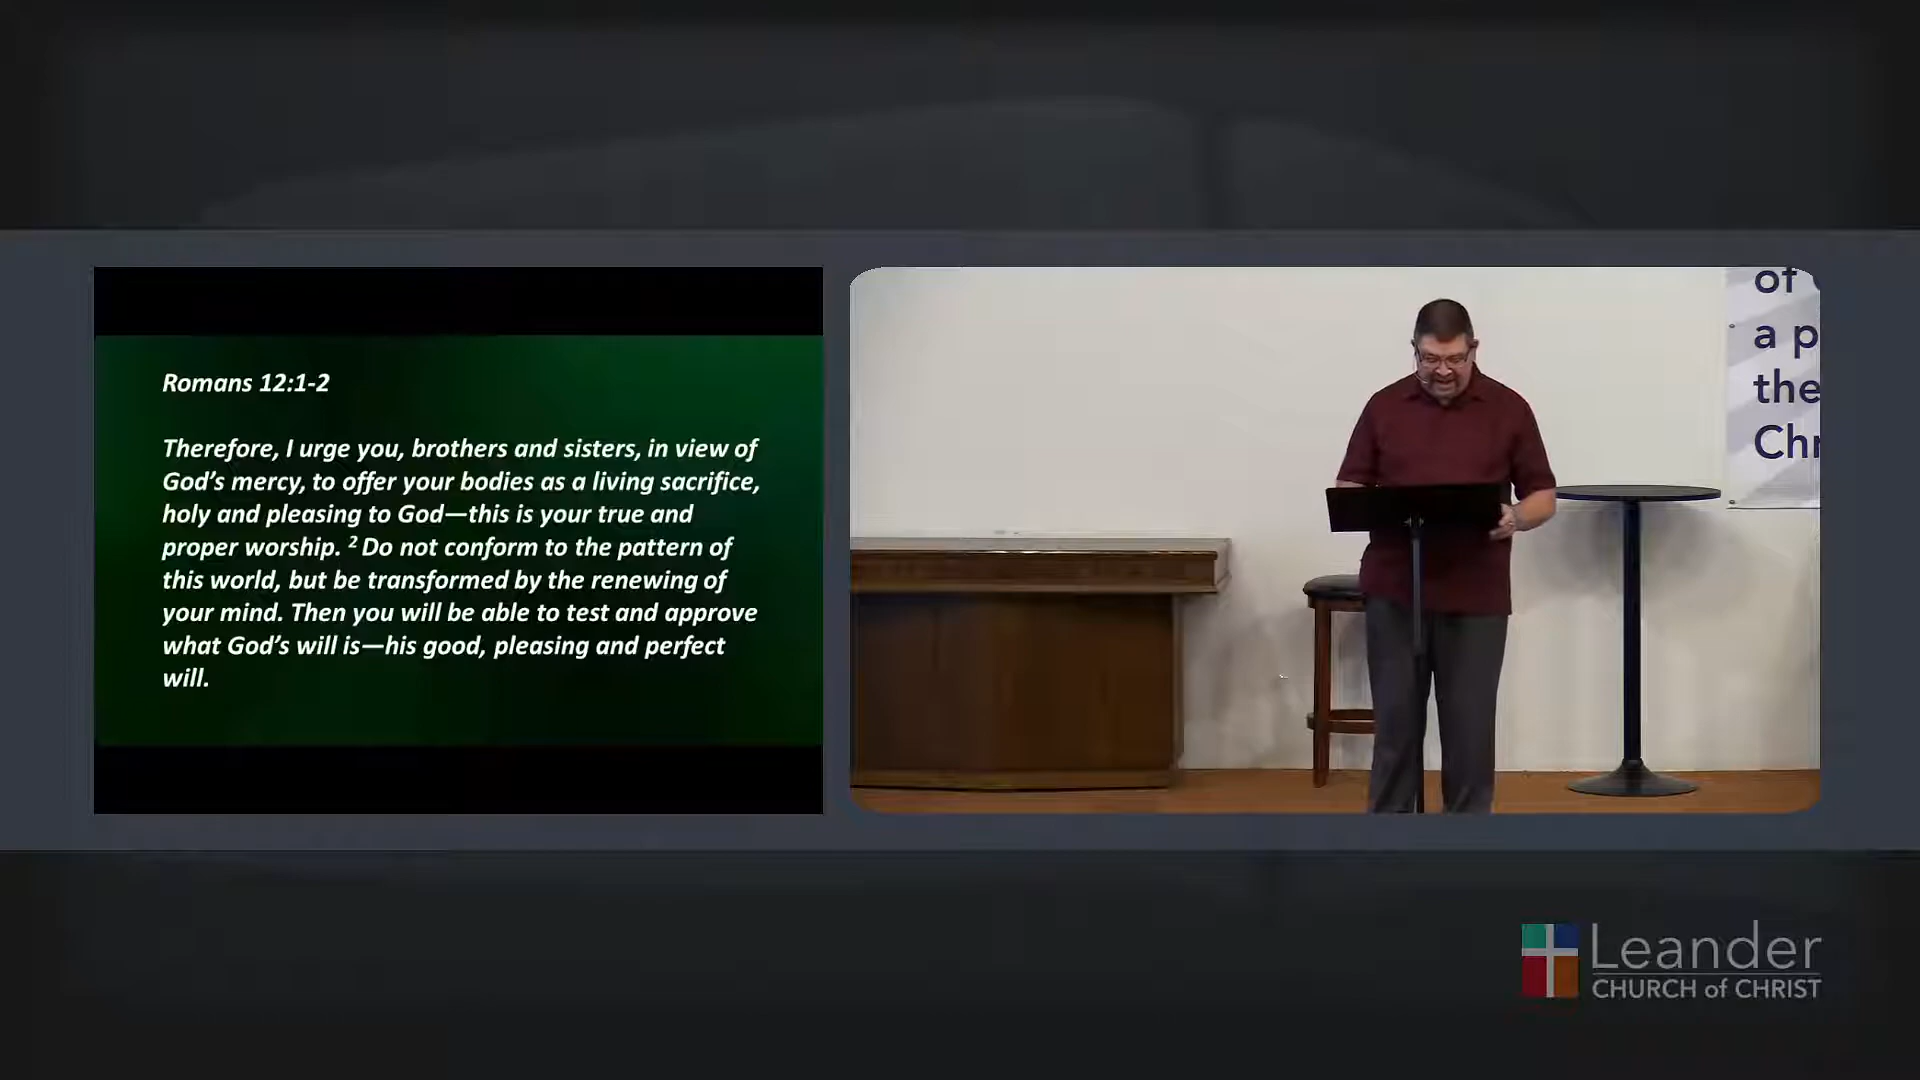 Romans 12:1-2
Therefore, I urge you, brothers and sisters, in view of
God’s mercy, to offer your bodies as a living sacrifice,
holy and pleasing to God—this is your true and
proper worship. ² Do not conform to the pattern of
this world, but be transformed by the renewing of
your mind. Then you will be able to test and approve
what God’s will is—his good, pleasing and perfect
will.
of
a p
the
Chr
Leander
CHURCH of CHRIST